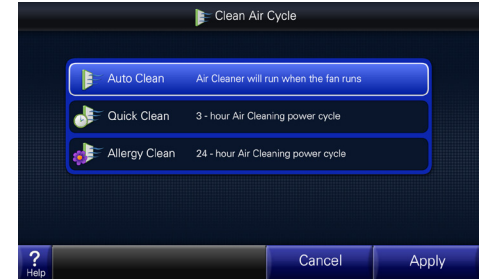 Clean Air Cycle
Auto Clean Air Cleaner will run when the fan runs
Quick Clean 3 - hour Air Cleaning power cycle
Allergy Clean 24 - hour Air Cleaning power cycle
? Help Cancel Apply